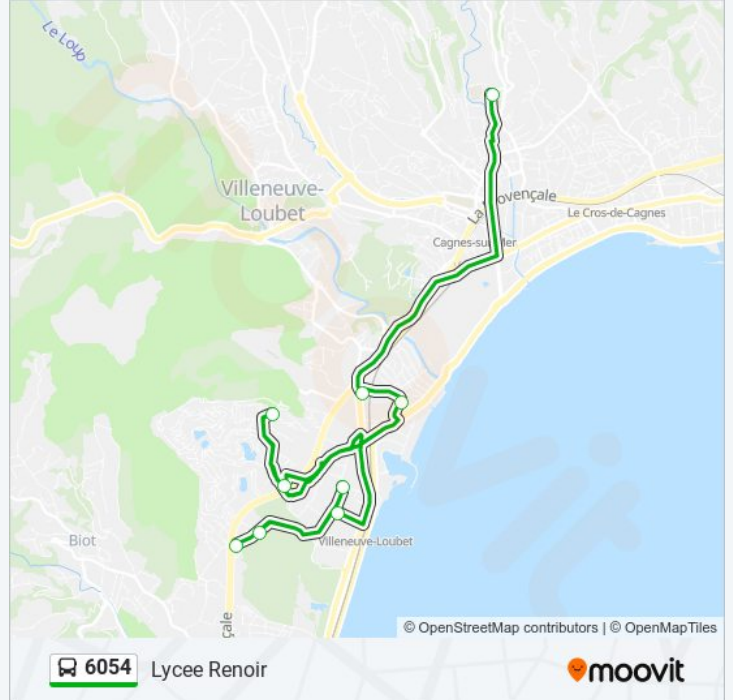 Le Loup
Villeneuve-
Loubet
La Provençale
Le Cros-de-Cagnes
Cagnes-sur-Mer
Biot
Villeneuve-Loubet
çale
© OpenStreetMap contributors | © OpenMapTiles
6054 Lycee Renoir
moovit